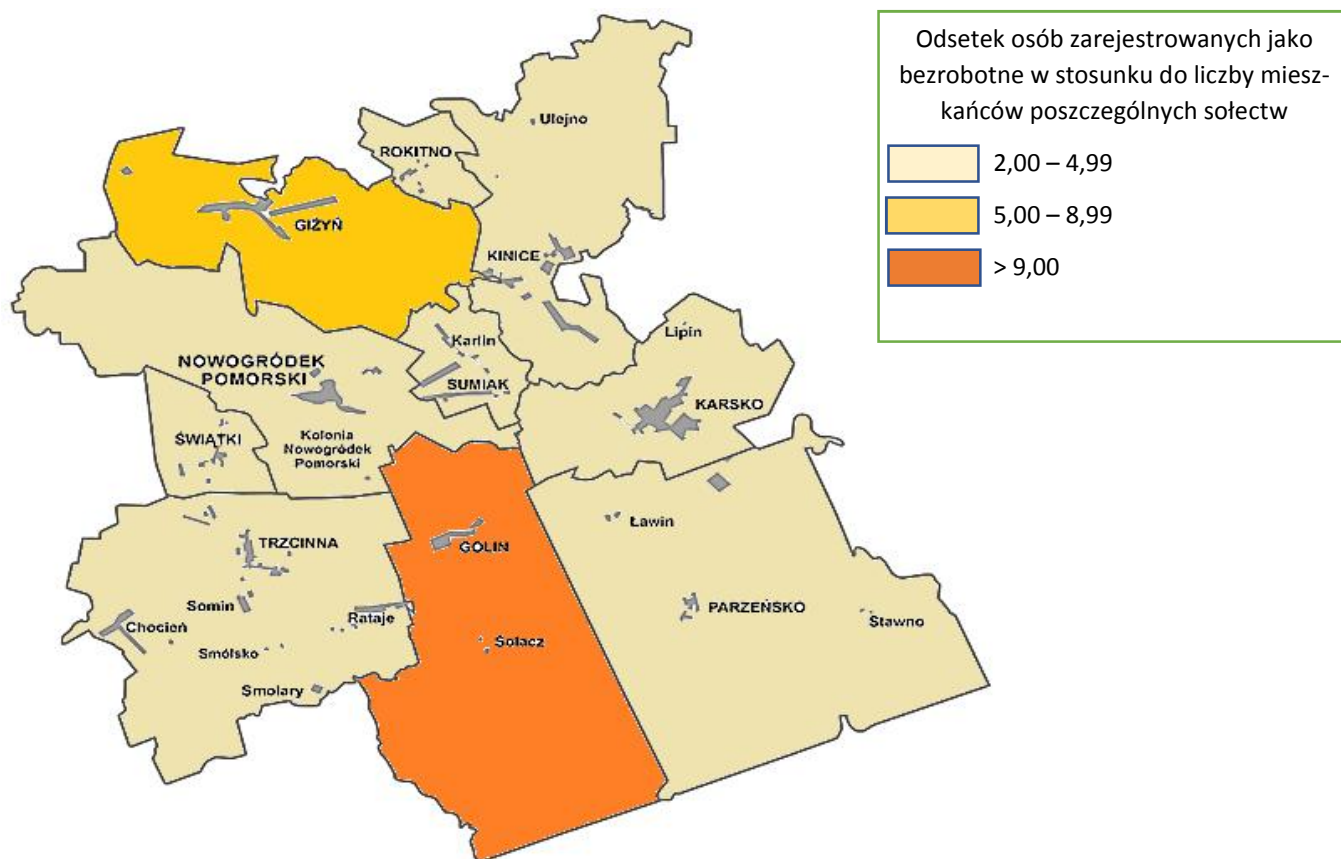 Odsetek osób zarejestrowanych jako
bezrobotne w stosunku do liczby miesz-
kańców poszczególnych sołectw
2,00 – 4,99
5,00 – 8,99
> 9,00
Ulejno
ROKITNO
GIŻYŃ
KINICE
Lipin
Karlin
NOWOGRÓDEK
POMORSKI
SUMIAK
KARSKO
ŚWIĄTKI
Kolonia
Nowogródek
Pomorski
Ławin
TRZCINNA
GOLIN
Somin
Rataje
PARZEŃSKO
Stawno
Chocień
Smólsko
Sołacz
Smolary